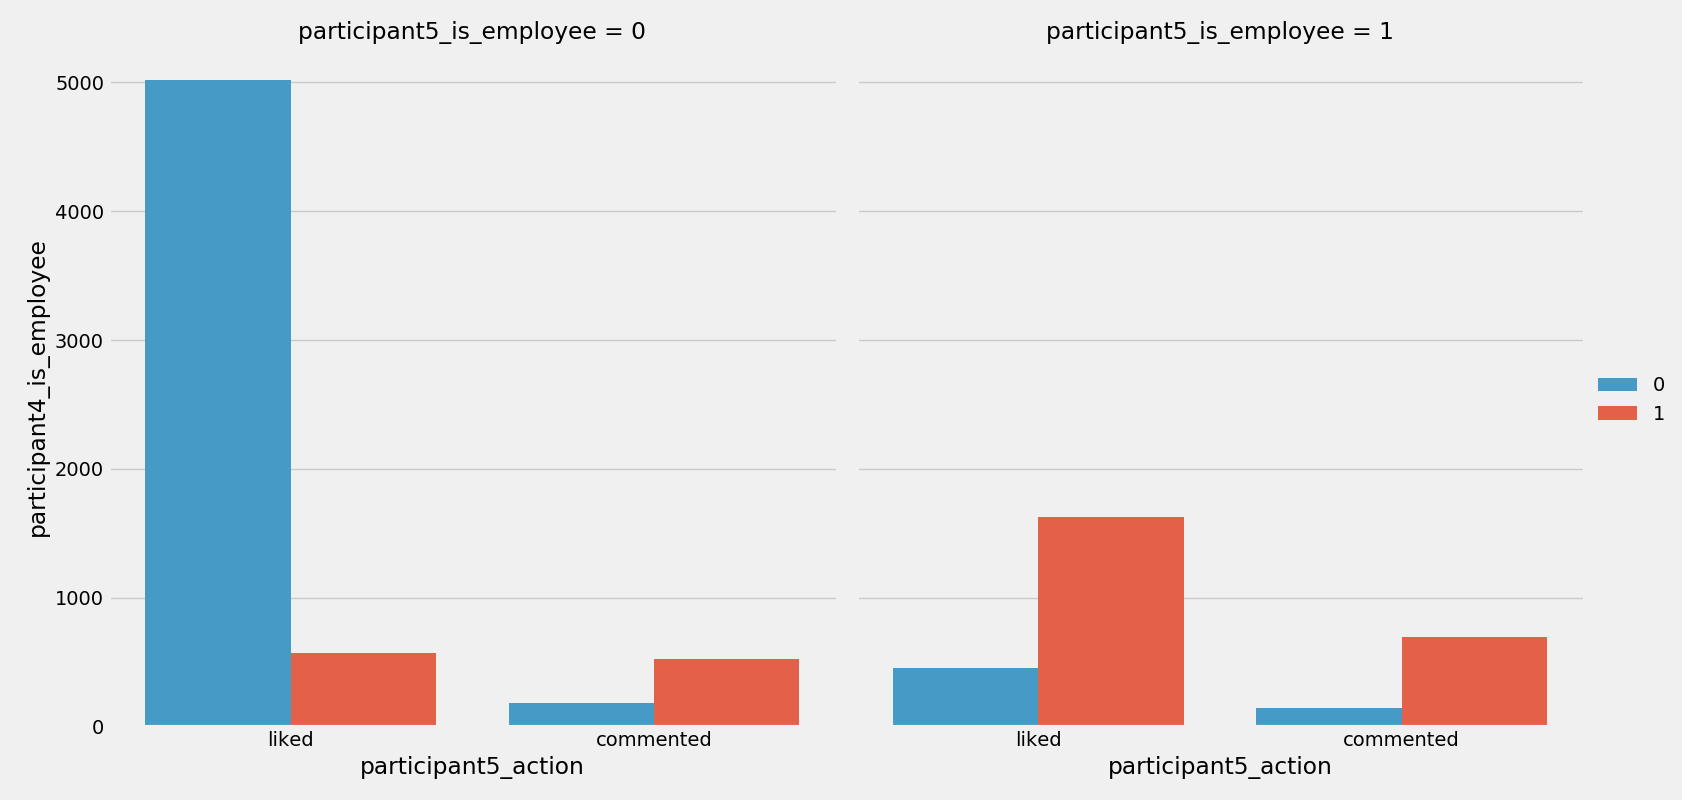 participant5_is_employee = 0
participant5_is_employee = 1
participant4_is_employee
5000
4000
3000
2000
1000
0
liked
commented
liked
commented
participant5_action
participant5_action
0
1